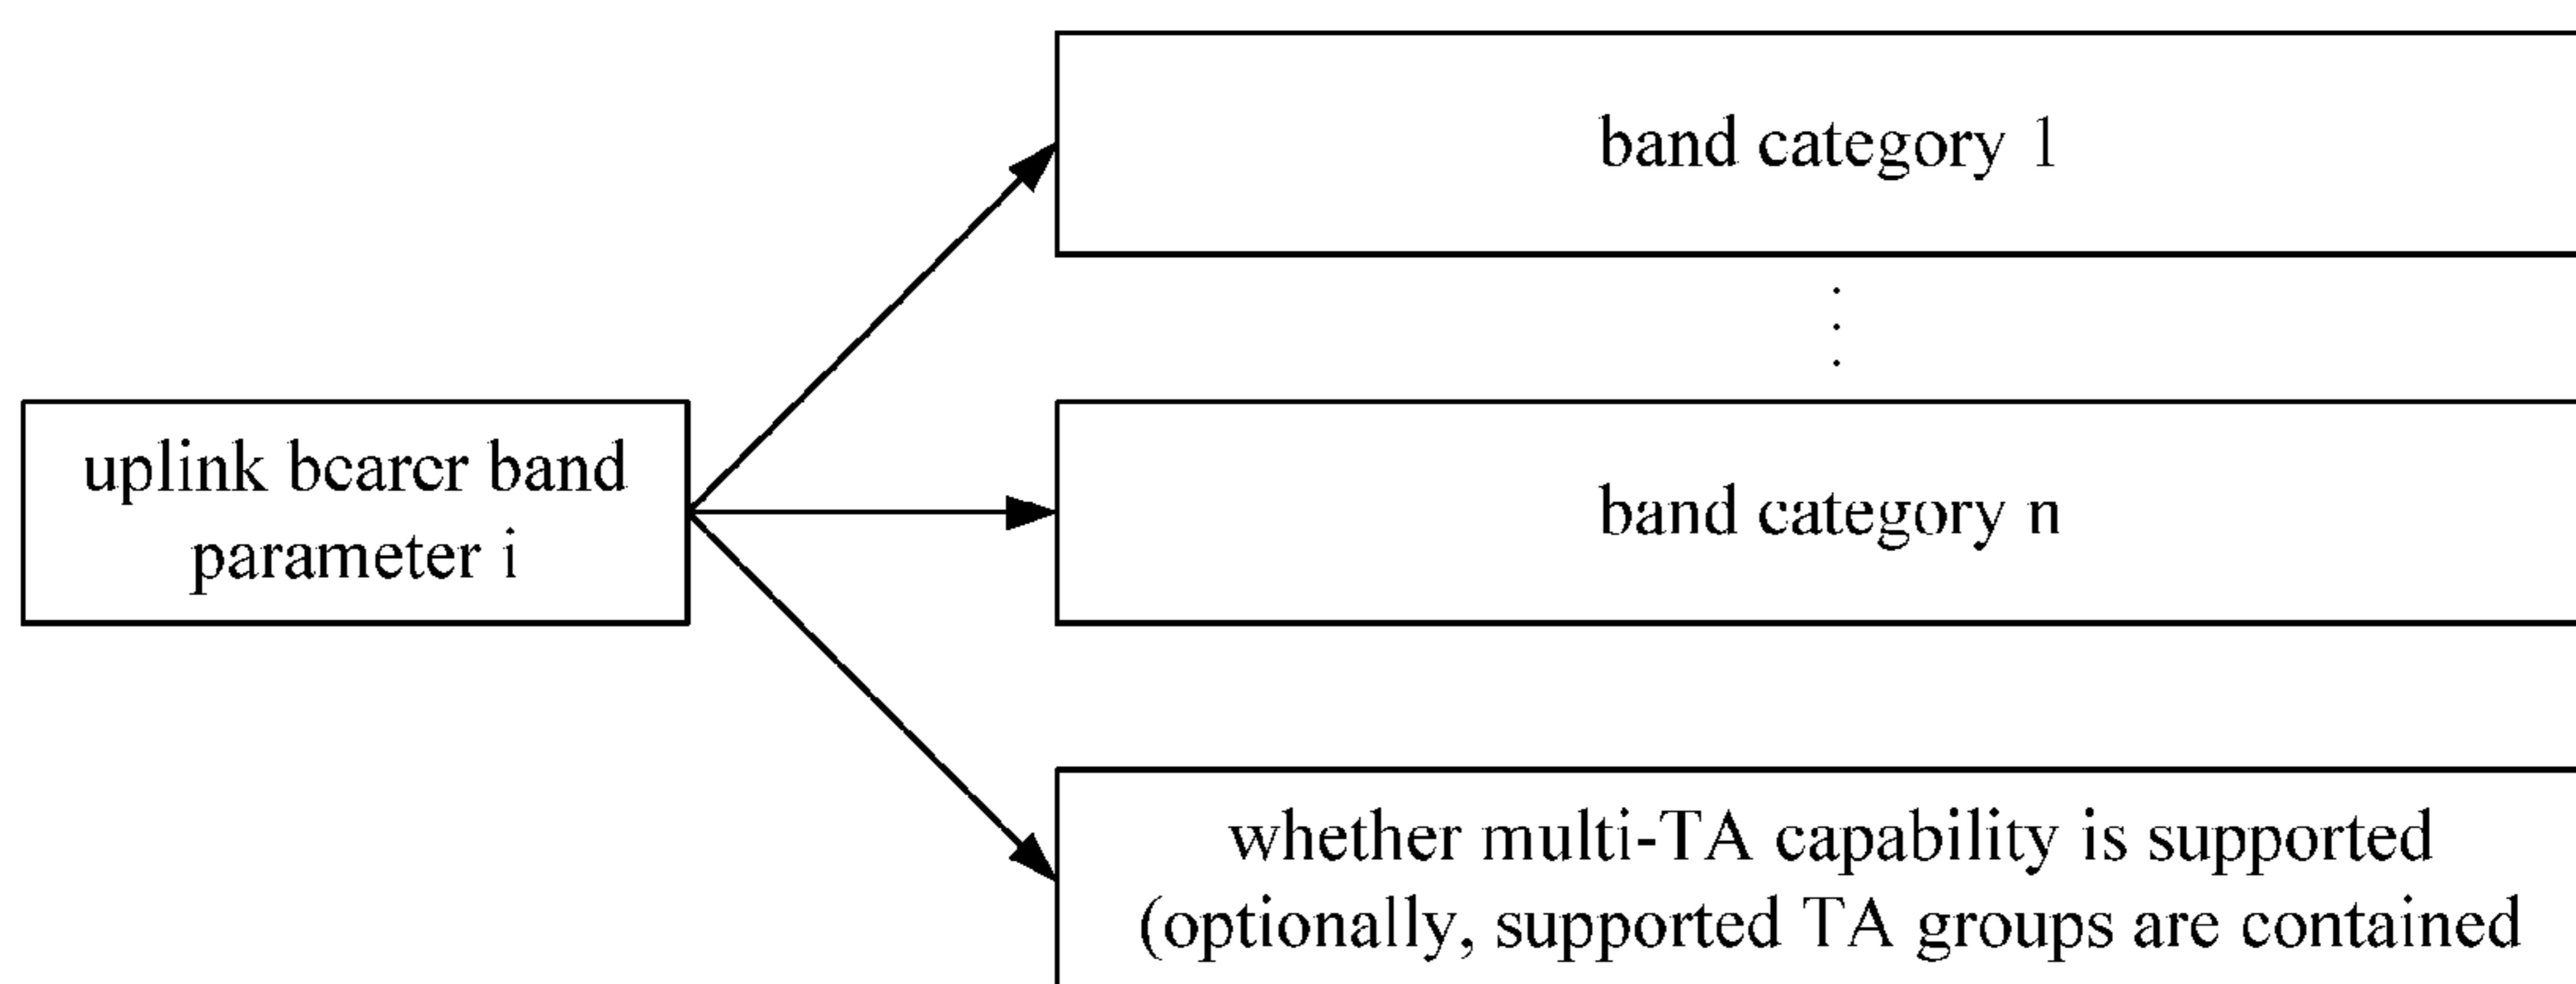 band category 1
uplink bearer band
parameter i
band category n
whether multi-TA capability is supported
(optionally, supported TA groups are contained